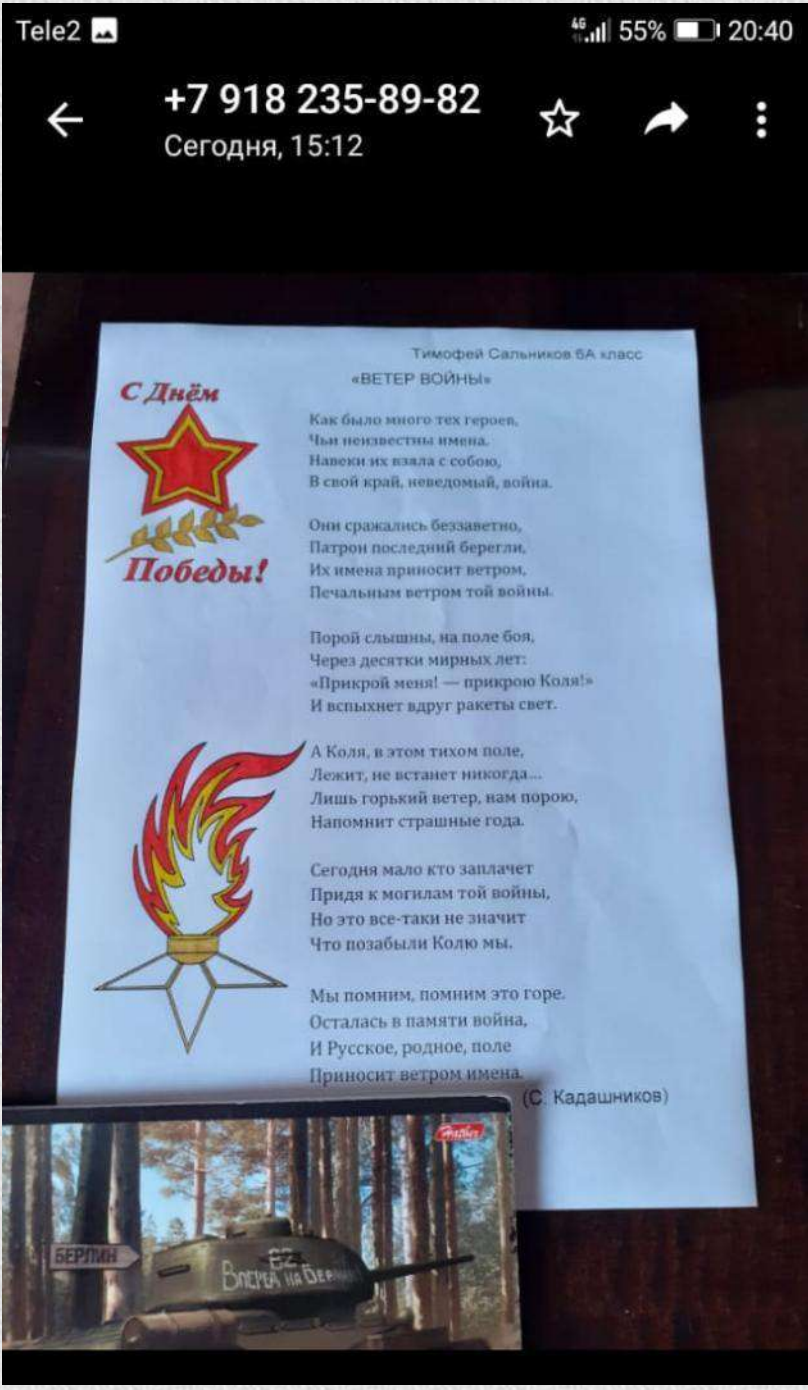 Tele2 4G 55% 20:40
+7 918 235-89-82
Сегодня, 15:12
Тимофей Сальников 6А класс
«ВЕТЕР ВОЙНЫ»
С Днём
Победы!
Как было много тех героев,
Чьи неизвестны имена.
Навеки их взяла с собою,
В свой край, неведомый, война.
Они сражались беззаветно,
Патрон последний берегли,
Их имена приносит ветром,
Печальным ветром той войны.
Порой слышны, на поле боя,
Через десятки мирных лет:
«Прикрой меня! — прикрою Коля!»
И вспыхнет вдруг ракеты свет.
А Коля, в этом тихом поле,
Лежит, не встанет никогда...
Лишь горький ветер, нам порою,
Напомнит страшные года.
Сегодня мало кто заплачет
Придя к могилам той войны,
Но это все-таки не значит
Что позабыли Колю мы.
Мы помним, помним это горе.
Осталась в памяти война,
И Русское, родное, поле
Приносит ветром имена.
(С. Кадашников)
Hatber
БЕРЛИН
62
Вперед на Берлин